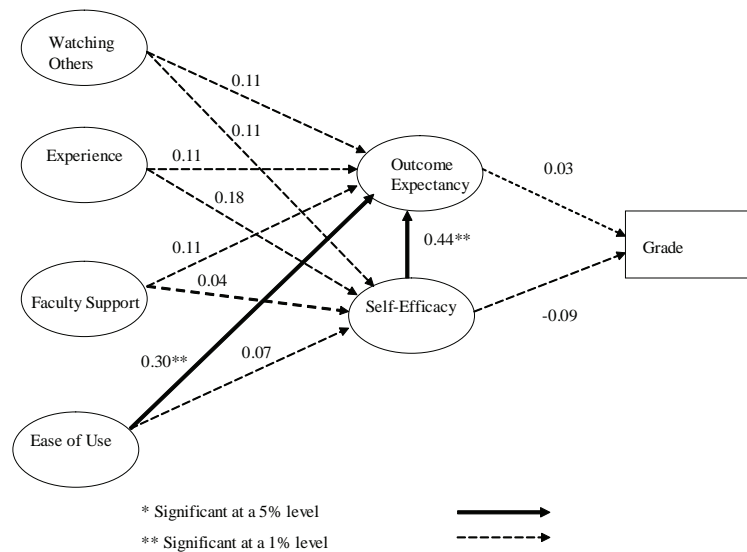 Watching
Others
0.11
0.11
Experience
0.11
Outcome
Expectancy
0.03
0.18
0.44**
Grade
0.11
Faculty Support
0.04
Self-Efficacy
-0.09
0.30**
0.07
Ease of Use
* Significant at a 5% level
** Significant at a 1% level